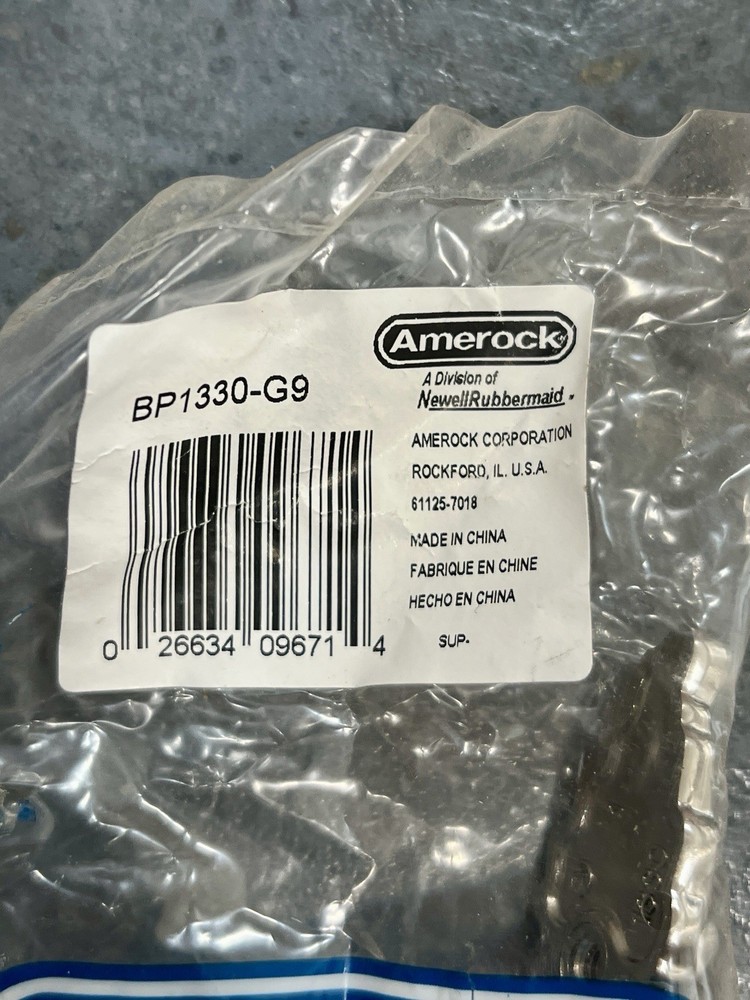 Amerock
A Division of
NewellRubbermaid
BP1330-G9
AMEROCK CORPORATION
ROCKFORD, IL. U.S.A.
61125-7018
MADE IN CHINA
FABRIQUE EN CHINE
HECHO EN CHINA
SUP-
0 26634 09671 4